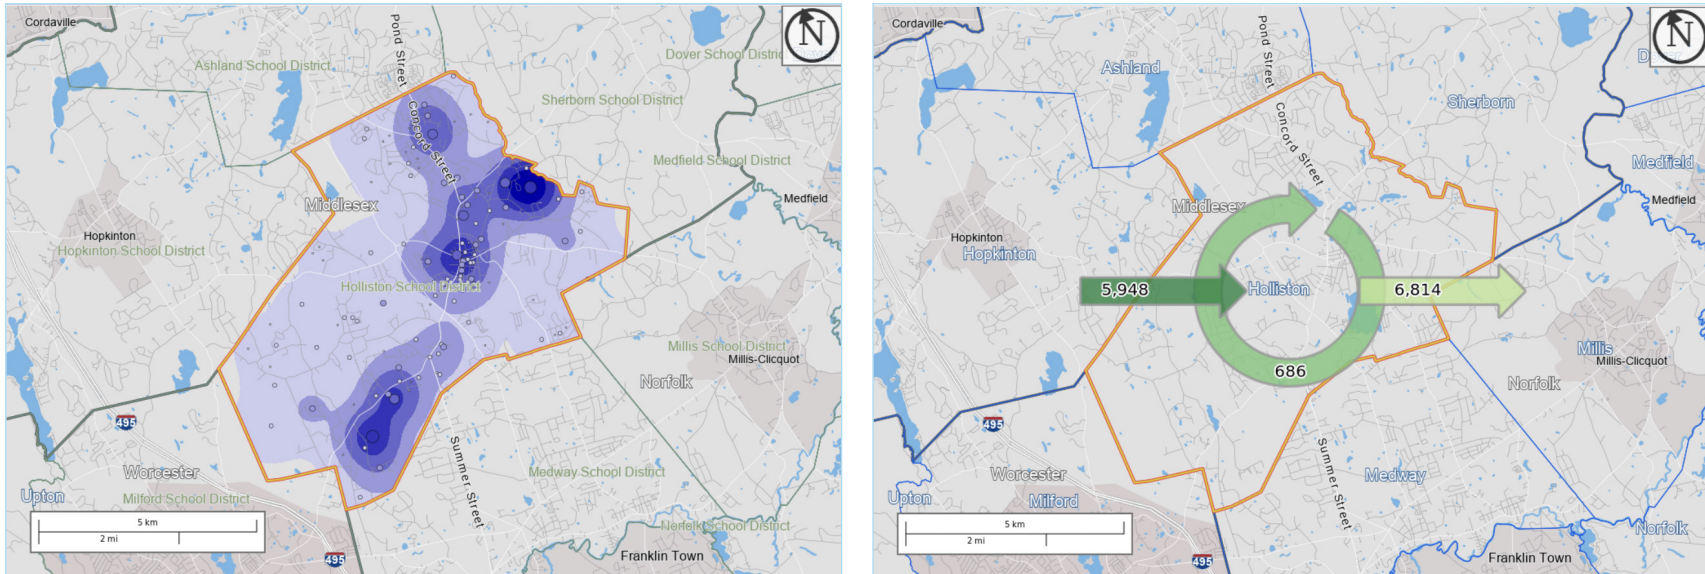 Cordaville
Pond Street
N
Dover School District
Ashland School District
Sherborn School District
Concord Street
Medfield School District
Medfield
Middlesex
Hopkinton
Hopkinton School District
Holliston School District
Millis School District
Millis-Clicquot
Norfolk
495
Summer Street
Worcester
Medway School District
Upton
Milford School District
5 km
2 mi
Norfolk School District
495
Franklin Town
Cordaville
Pond Street
N
Ashland
Sherborn
Concord Street
Medfield
Medfield
Middlesex
Hopkinton
Hopkinton
5,948
Holliston
6,814
Millis
Millis-Clicquot
686
Norfolk
495
Summer Street
Worcester
Medway
Upton
Milford
5 km
2 mi
Norfolk
495
Franklin Town